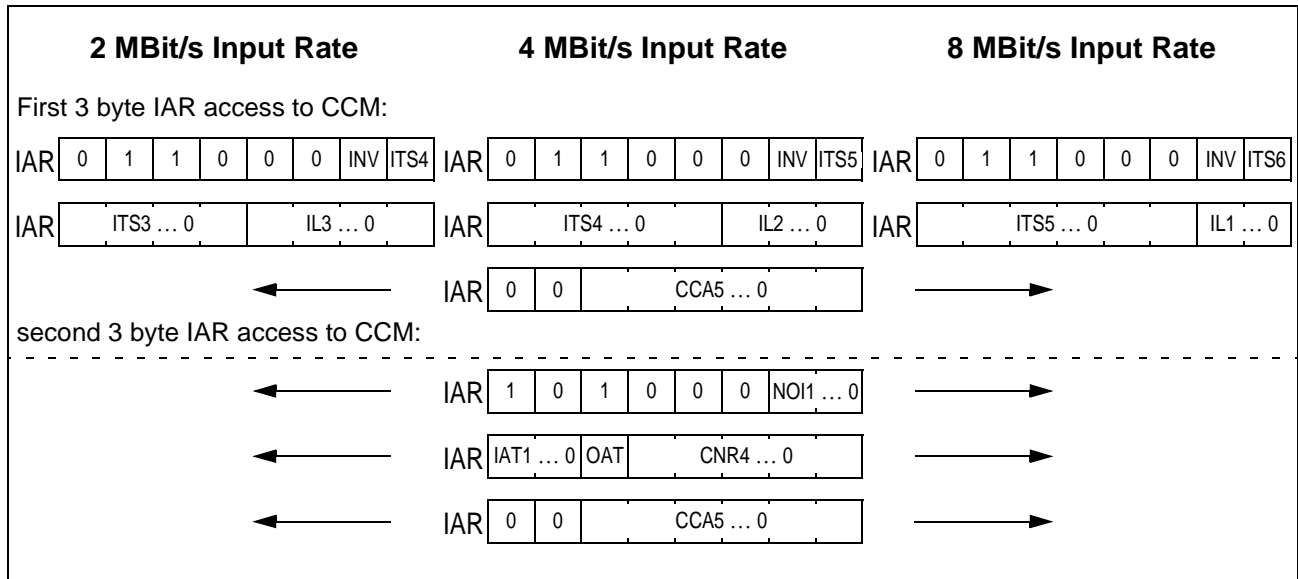 2 MBit/s Input Rate 4 MBit/s Input Rate 8 MBit/s Input Rate
First 3 byte IAR access to CCM:
IAR 0 1 1 0 0 0 INV ITS4 IAR 0 1 1 0 0 0 INV ITS5 IAR 0 1 1 0 0 0 INV ITS6
IAR ITS3 … 0 IL3 … 0 IAR ITS4 … 0 IL2 … 0 IAR ITS5 … 0 IL1 … 0
IAR 0 0 CCA5 … 0
second 3 byte IAR access to CCM:
IAR 1 0 1 0 0 0 NOI1 … 0
IAR IAT1 … 0 OAT CNR4 … 0
IAR 0 0 CCA5 … 0